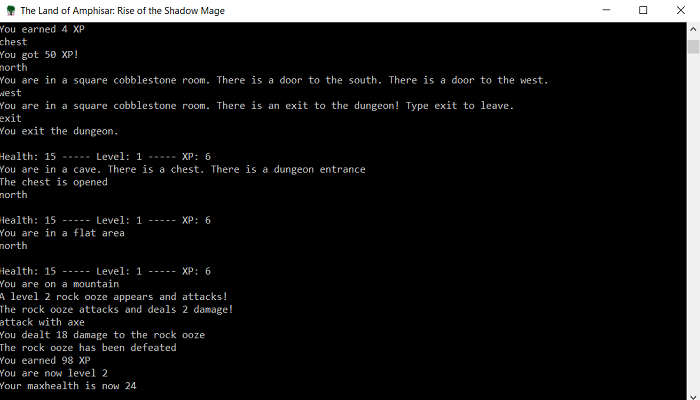 The Land of Amphisar: Rise of the Shadow Mage
You earned 4 XP
chest
You got 50 XP!
north
You are in a square cobblestone room. There is a door to the south. There is a door to the west.
west
You are in a square cobblestone room. There is an exit to the dungeon! Type exit to leave.
exit
You exit the dungeon.
Health: 15 ----- Level: 1 ----- XP: 6
You are in a cave. There is a chest. There is a dungeon entrance
The chest is opened
north
Health: 15 ----- Level: 1 ----- XP: 6
You are in a flat area
north
Health: 15 ----- Level: 1 ----- XP: 6
You are on a mountain
A level 2 rock ooze appears and attacks!
The rock ooze attacks and deals 2 damage!
attack with axe
You dealt 18 damage to the rock ooze
The rock ooze has been defeated
You earned 98 XP
You are now level 2
Your maxhealth is now 24